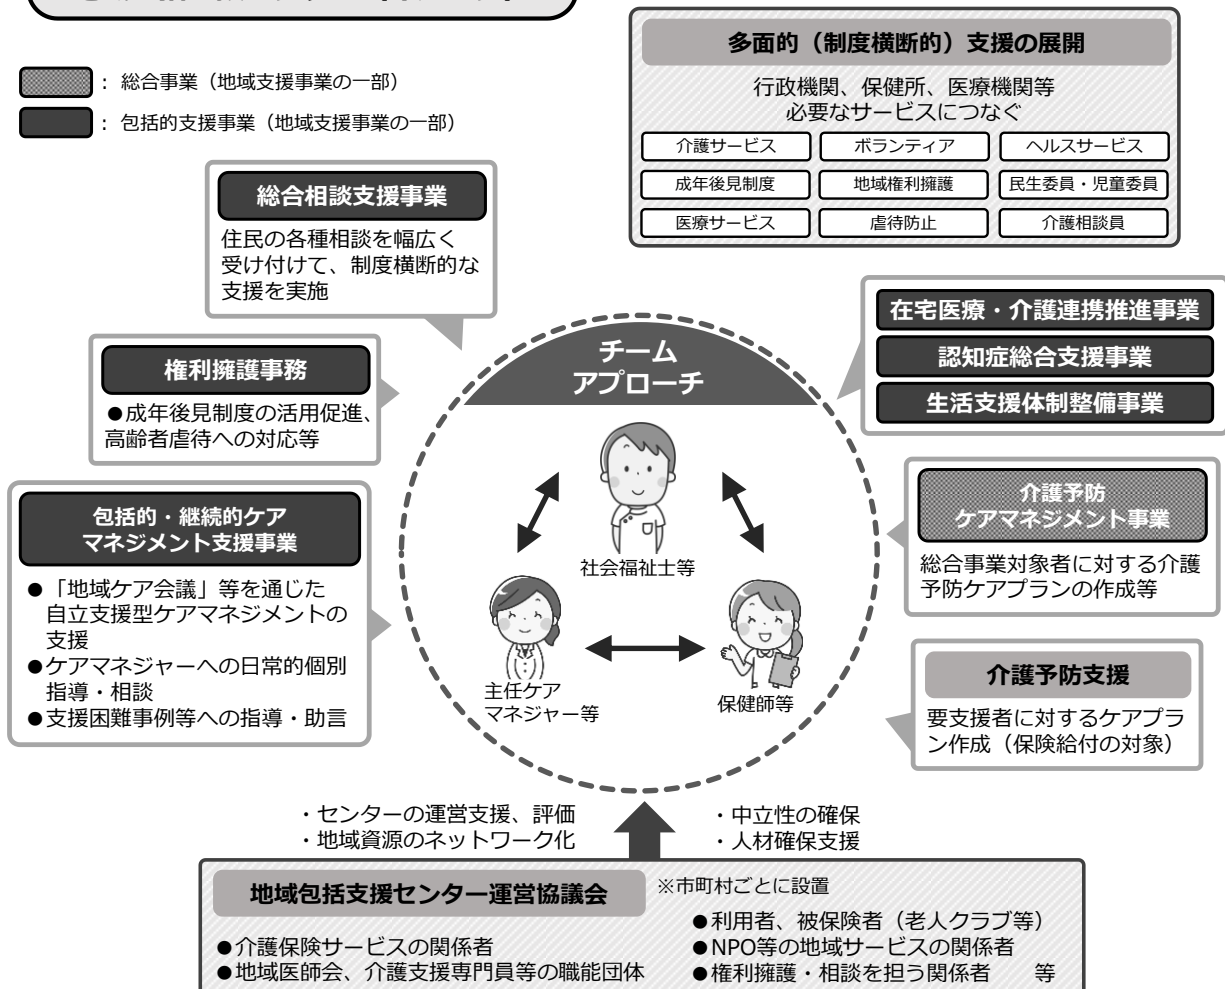 ：総合事業（地域支援事業の一部）
：包括的支援事業（地域支援事業の一部）
多面的（制度横断的）支援の展開
行政機関、保健所、医療機関等
必要なサービスにつなぐ
介護サービス
ボランティア
ヘルスサービス
成年後見制度
地域権利擁護
民生委員・児童委員
医療サービス
虐待防止
介護相談員
総合相談支援事業
住民の各種相談を幅広く
受け付けて、制度横断的な
支援を実施
権利擁護事務
●成年後見制度の活用促進、
高齢者虐待への対応等
包括的・継続的ケア
マネジメント支援事業
●「地域ケア会議」等を通じた
自立支援型ケアマネジメントの
支援
●ケアマネジャーへの日常的個別
指導・相談
●支援困難事例等への指導・助言
チーム
アプローチ
社会福祉士等
主任ケア
マネジャー等
保健師等
在宅医療・介護連携推進事業
認知症総合支援事業
生活支援体制整備事業
介護予防
ケアマネジメント事業
総合事業対象者に対する介護
予防ケアプランの作成等
介護予防支援
要支援者に対するケアプラ
ン作成（保険給付の対象）
・センターの運営支援、評価
・地域資源のネットワーク化
・中立性の確保
・人材確保支援
地域包括支援センター運営協議会
※市町村ごとに設置
●介護保険サービスの関係者
●地域医師会、介護支援専門員等の職能団体
●利用者、被保険者（老人クラブ等）
●NPO等の地域サービスの関係者
●権利擁護・相談を担う関係者　等